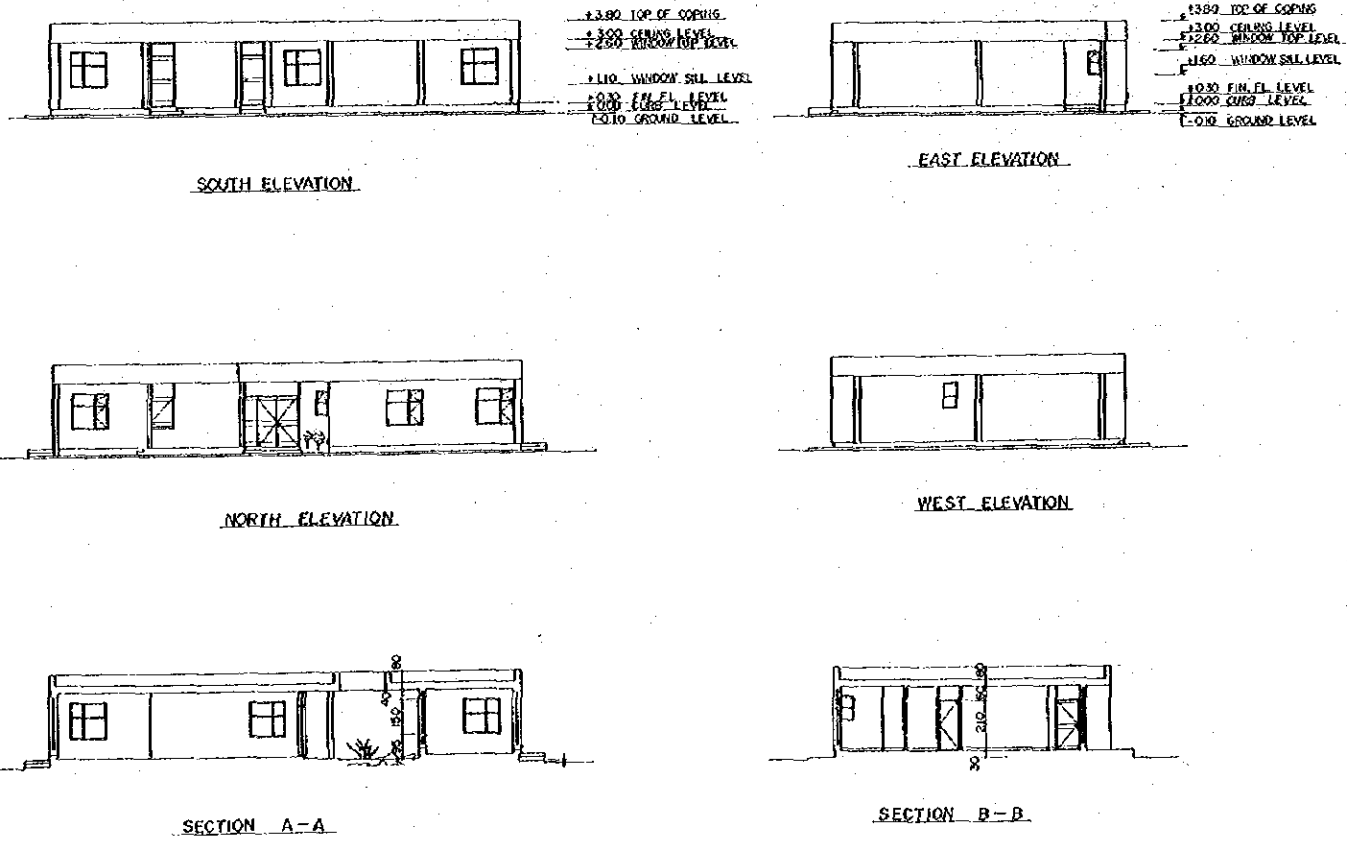 +3.80 TOP OF COPING
+3.00 CEILING LEVEL
+2.60 WINDOW TOP LEVEL
+1.10 WINDOW SILL LEVEL
+0.30 FIN. FL. LEVEL
±0.00 CURB LEVEL
-0.10 GROUND LEVEL
SOUTH ELEVATION
+3.80 TOP OF COPING
+3.00 CEILING LEVEL
+2.60 WINDOW TOP LEVEL
+1.60 WINDOW SILL LEVEL
+0.30 FIN. FL. LEVEL
±0.00 CURB LEVEL
-0.10 GROUND LEVEL
EAST ELEVATION
NORTH ELEVATION
WEST ELEVATION
80
40
150
SECTION A-A
80
210
30
SECTION B-B